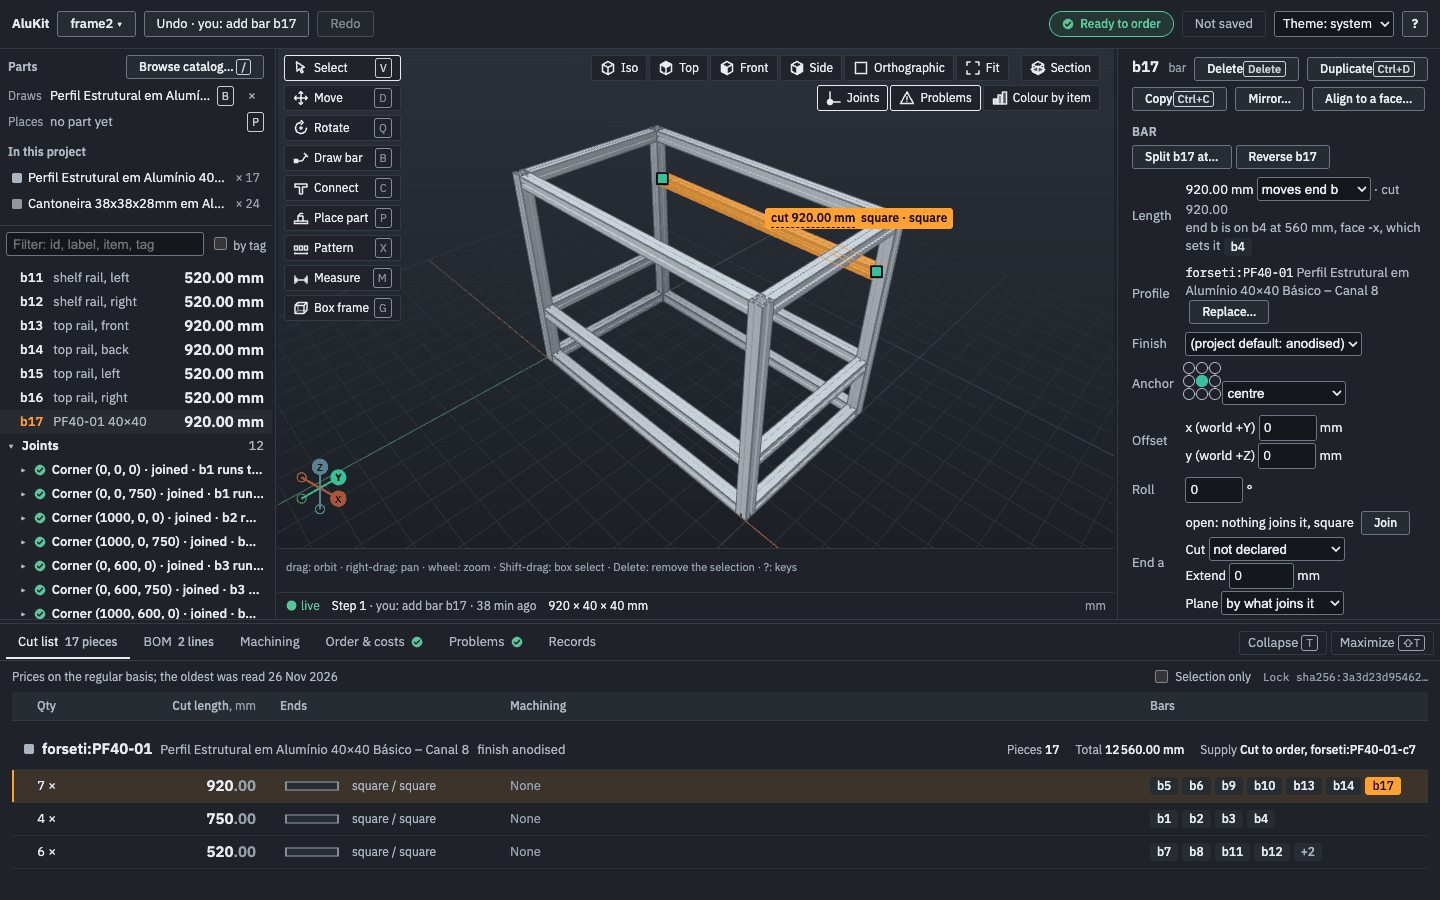 AluKit frame2 ▾ Undo · you: add bar b17 Redo Ready to order Not saved Theme: system ?
Parts Browse catalog... /
Draws Perfil Estrutural em Alumí... B ×
Places no part yet P
In this project
Perfil Estrutural em Alumínio 40... × 17
Cantoneira 38x38x28mm em Al... × 24
Filter: id, label, item, tag by tag
b11 shelf rail, left 520.00 mm
b12 shelf rail, right 520.00 mm
b13 top rail, front 920.00 mm
b14 top rail, back 920.00 mm
b15 top rail, left 520.00 mm
b16 top rail, right 520.00 mm
b17 PF40-01 40×40 920.00 mm
Joints 12
Corner (0, 0, 0) · joined · b1 runs t...
Corner (0, 0, 750) · joined · b1 run...
Corner (1000, 0, 0) · joined · b2 r...
Corner (1000, 0, 750) · joined · b...
Corner (0, 600, 0) · joined · b3 run...
Corner (0, 600, 750) · joined · b3 ...
Corner (1000, 600, 0) · joined · b...
Select V
Move D
Rotate Q
Draw bar B
Connect C
Place part P
Pattern X
Measure M
Box frame G
Iso Top Front Side Orthographic Fit Section
Joints Problems Colour by item
cut 920.00 mm square · square
Z
Y
X
drag: orbit · right-drag: pan · wheel: zoom · Shift-drag: box select · Delete: remove the selection · ?: keys
live Step 1 · you: add bar b17 · 38 min ago 920 × 40 × 40 mm mm
b17 bar Delete Delete Duplicate Ctrl+D
Copy Ctrl+C Mirror... Align to a face...
BAR
Split b17 at... Reverse b17
Length 920.00 mm moves end b · cut
920.00
end b is on b4 at 560 mm, face -x, which
sets it b4
Profile forseti:PF40-01 Perfil Estrutural em
Alumínio 40×40 Básico – Canal 8
Replace...
Finish (project default: anodised)
Anchor centre
Offset x (world +Y) 0 mm
y (world +Z) 0 mm
Roll 0 °
End a open: nothing joins it, square Join
Cut not declared
Extend 0 mm
Plane by what joins it
Cut list 17 pieces BOM 2 lines Machining Order & costs Problems Records Collapse T Maximize ⇧T
Prices on the regular basis; the oldest was read 26 Nov 2026 Selection only Lock sha256:3a3d23d95462…
Qty Cut length, mm Ends Machining Bars
forseti:PF40-01 Perfil Estrutural em Alumínio 40×40 Básico – Canal 8 finish anodised Pieces 17 Total 12 560.00 mm Supply Cut to order, forseti:PF40-01-c7
7 × 920.00 square / square None b5 b6 b9 b10 b13 b14 b17
4 × 750.00 square / square None b1 b2 b3 b4
6 × 520.00 square / square None b7 b8 b11 b12 +2